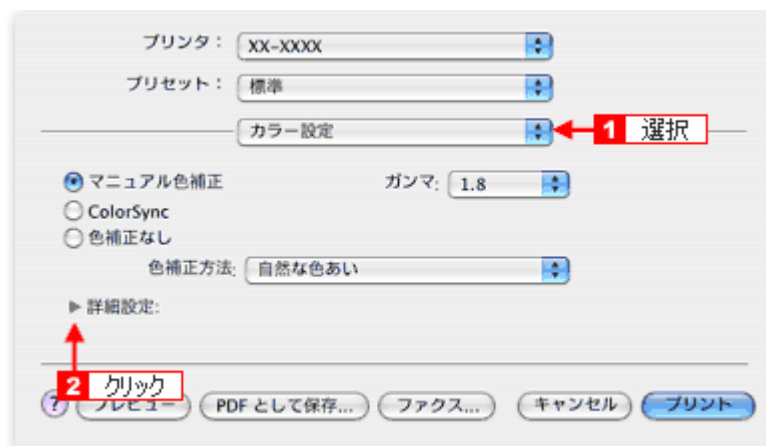 プリンタ： XX-XXXX
プリセット： 標準
カラー設定 1 選択
マニュアル色補正 ガンマ: 1.8
ColorSync
色補正なし
色補正方法: 自然な色あい
詳細設定:
2 クリック
? プレビュー PDF として保存... ファクス... キャンセル プリント